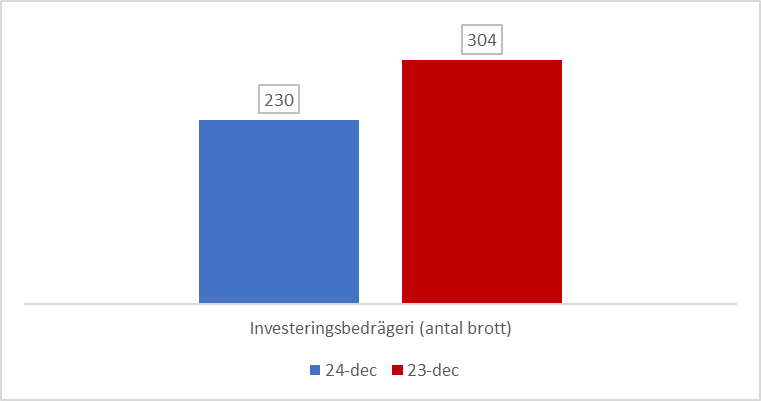 304
230
Investeringsbedrägeri (antal brott)
24-dec 23-dec